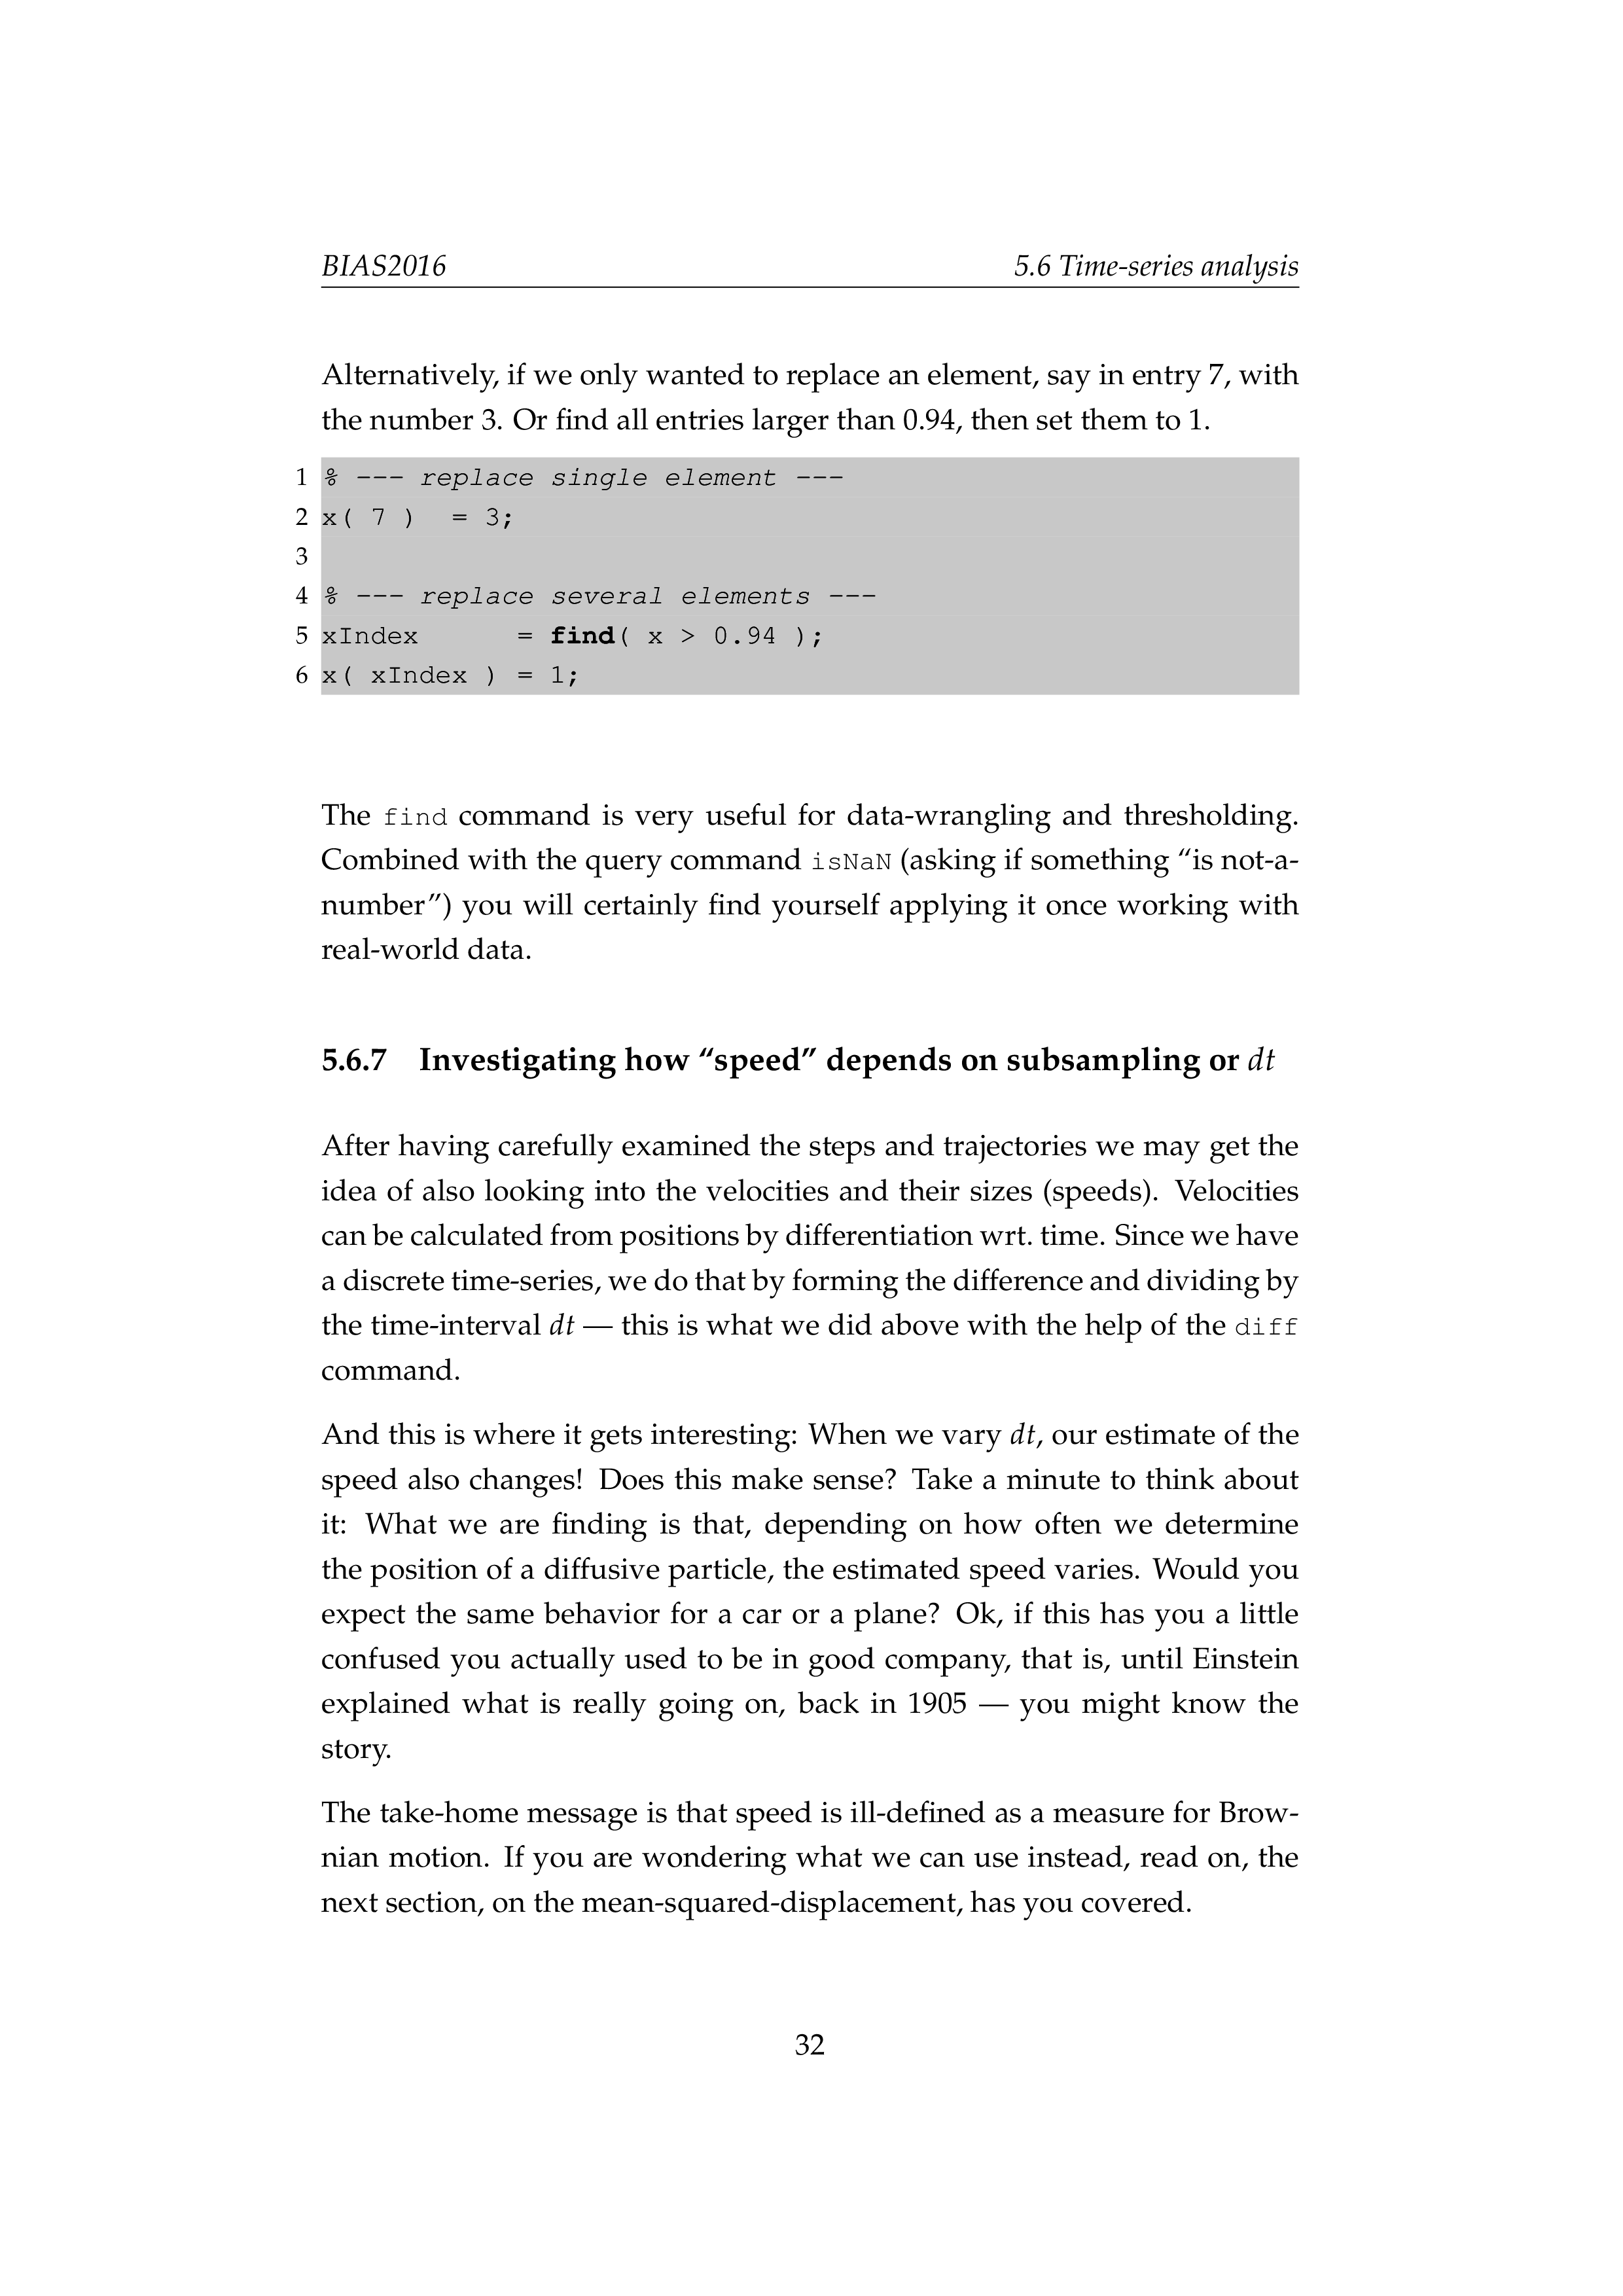 BIAS2016 5.6 Time-series analysis
Alternatively, if we only wanted to replace an element, say in entry 7, with
the number 3. Or find all entries larger than 0.94, then set them to 1.
1 % --- replace single element ---
2 x( 7 )  = 3;
3
4 % --- replace several elements ---
5 xIndex      = find( x > 0.94 );
6 x( xIndex ) = 1;
The find command is very useful for data-wrangling and thresholding.
Combined with the query command isNaN (asking if something “is not-a-
number”) you will certainly find yourself applying it once working with
real-world data.
5.6.7 Investigating how “speed” depends on subsampling or dt
After having carefully examined the steps and trajectories we may get the
idea of also looking into the velocities and their sizes (speeds). Velocities
can be calculated from positions by differentiation wrt. time. Since we have
a discrete time-series, we do that by forming the difference and dividing by
the time-interval dt — this is what we did above with the help of the diff
command.
And this is where it gets interesting: When we vary dt, our estimate of the
speed also changes! Does this make sense? Take a minute to think about
it: What we are finding is that, depending on how often we determine
the position of a diffusive particle, the estimated speed varies. Would you
expect the same behavior for a car or a plane? Ok, if this has you a little
confused you actually used to be in good company, that is, until Einstein
explained what is really going on, back in 1905 — you might know the
story.
The take-home message is that speed is ill-defined as a measure for Brow-
nian motion. If you are wondering what we can use instead, read on, the
next section, on the mean-squared-displacement, has you covered.
32